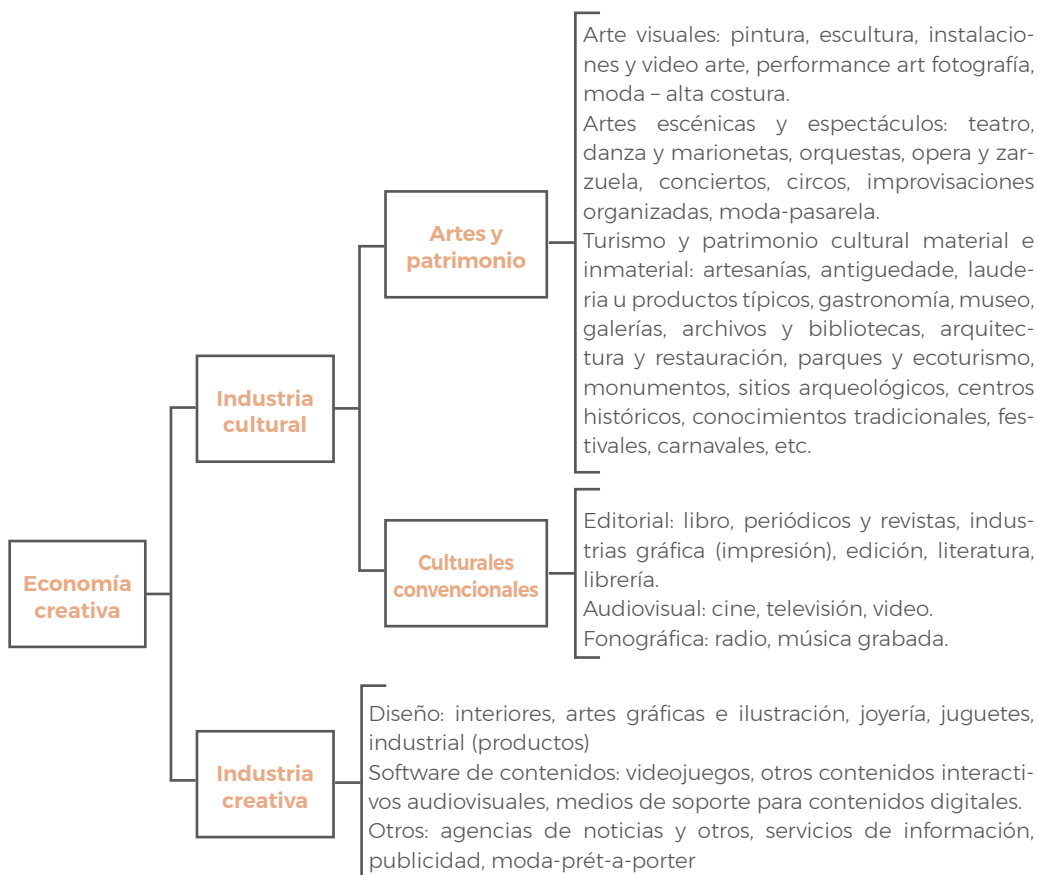 Economía
creativa
Industria
cultural
Artes y
patrimonio
Arte visuales: pintura, escultura, instalacio-
nes y video arte, performance art fotografía,
moda – alta costura.
Artes escénicas y espectáculos: teatro,
danza y marionetas, orquestas, opera y zar-
zuela, conciertos, circos, improvisaciones
organizadas, moda-pasarela.
Turismo y patrimonio cultural material e
inmaterial: artesanías, antiguedade, laude-
ria u productos típicos, gastronomía, museo,
galerías, archivos y bibliotecas, arquitec-
tura y restauración, parques y ecoturismo,
monumentos, sitios arqueológicos, centros
históricos, conocimientos tradicionales, fes-
tivales, carnavales, etc.
Culturales
convencionales
Editorial: libro, periódicos y revistas, indus-
trias gráfica (impresión), edición, literatura,
librería.
Audiovisual: cine, televisión, video.
Fonográfica: radio, música grabada.
Industria
creativa
Diseño: interiores, artes gráficas e ilustración, joyería, juguetes,
industrial (productos)
Software de contenidos: videojuegos, otros contenidos interacti-
vos audiovisuales, medios de soporte para contenidos digitales.
Otros: agencias de noticias y otros, servicios de información,
publicidad, moda-prét-a-porter